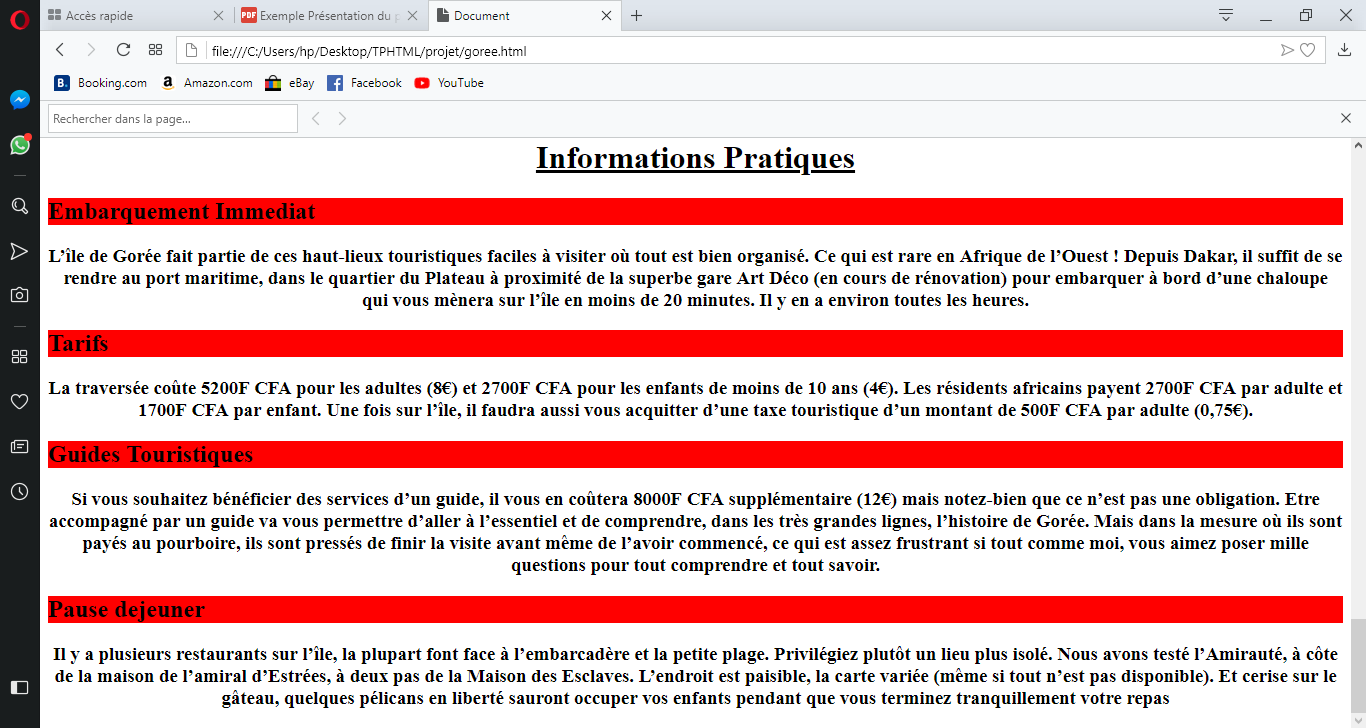 Accès rapide
Exemple Présentation du p
Document
file:///C:/Users/hp/Desktop/TPHTML/projet/goree.html
Booking.com Amazon.com eBay Facebook YouTube
Rechercher dans la page...
Informations Pratiques
Embarquement Immediat
L’île de Gorée fait partie de ces haut-lieux touristiques faciles à visiter où tout est bien organisé. Ce qui est rare en Afrique de l’Ouest ! Depuis Dakar, il suffit de se
rendre au port maritime, dans le quartier du Plateau à proximité de la superbe gare Art Déco (en cours de rénovation) pour embarquer à bord d’une chaloupe
qui vous mènera sur l’île en moins de 20 minutes. Il y en a environ toutes les heures.
Tarifs
La traversée coûte 5200F CFA pour les adultes (8€) et 2700F CFA pour les enfants de moins de 10 ans (4€). Les résidents africains payent 2700F CFA par adulte et
1700F CFA par enfant. Une fois sur l’île, il faudra aussi vous acquitter d’une taxe touristique d’un montant de 500F CFA par adulte (0,75€).
Guides Touristiques
Si vous souhaitez bénéficier des services d’un guide, il vous en coûtera 8000F CFA supplémentaire (12€) mais notez-bien que ce n’est pas une obligation. Etre
accompagné par un guide va vous permettre d’aller à l’essentiel et de comprendre, dans les très grandes lignes, l’histoire de Gorée. Mais dans la mesure où ils sont
payés au pourboire, ils sont pressés de finir la visite avant même de l’avoir commencé, ce qui est assez frustrant si tout comme moi, vous aimez poser mille
questions pour tout comprendre et tout savoir.
Pause dejeuner
Il y a plusieurs restaurants sur l’île, la plupart font face à l’embarcadère et la petite plage. Privilégiez plutôt un lieu plus isolé. Nous avons testé l’Amirauté, à côte
de la maison de l’amiral d’Estrées, à deux pas de la Maison des Esclaves. L’endroit est paisible, la carte variée (même si tout n’est pas disponible). Et cerise sur le
gâteau, quelques pélicans en liberté sauront occuper vos enfants pendant que vous terminez tranquillement votre repas